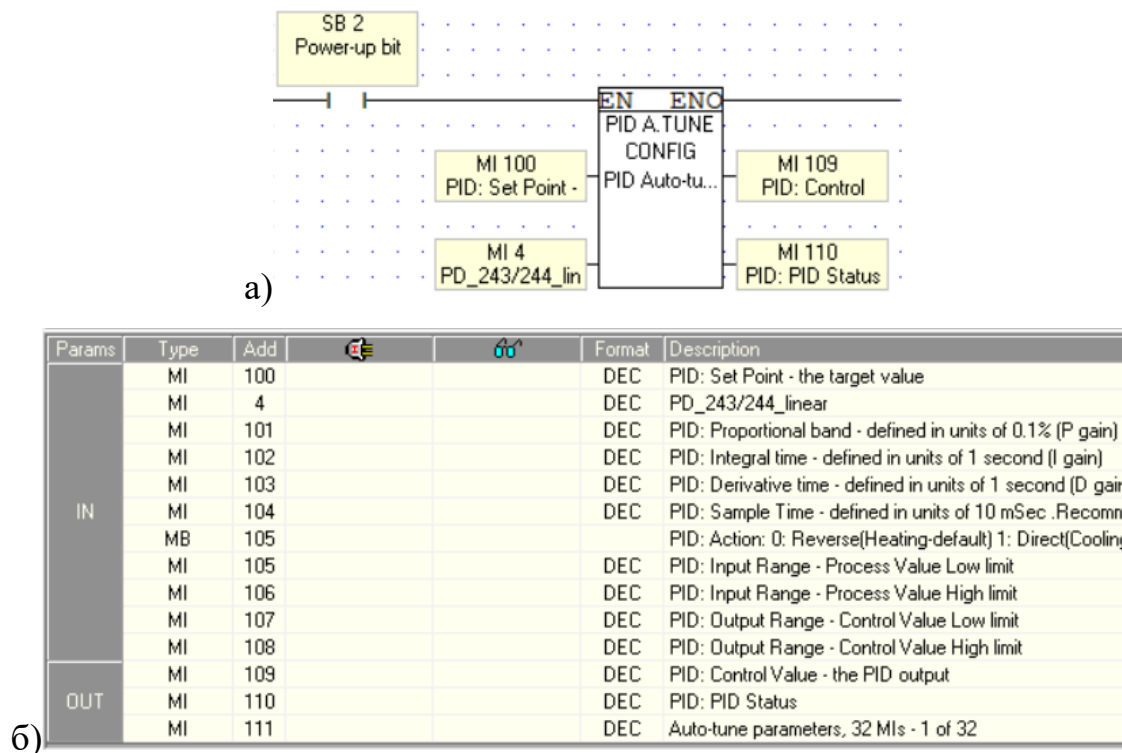 SB 2
Power-up bit
EN ENO
PID A.TUNE
CONFIG
MI 100
PID: Set Point -
PID Auto-tu...
MI 109
PID: Control
MI 4
PD_243/244_lin
MI 110
PID: PID Status
а)
Params Type Add Format Description
MI 100 DEC PID: Set Point - the target value
MI 4 DEC PD_243/244_linear
MI 101 DEC PID: Proportional band - defined in units of 0.1% (P gain)
MI 102 DEC PID: Integral time - defined in units of 1 second (I gain)
MI 103 DEC PID: Derivative time - defined in units of 1 second (D gain
IN MI 104 DEC PID: Sample Time - defined in units of 10 mSec .Recomm
MB 105 PID: Action: 0: Reverse(Heating-default) 1: Direct(Cooling
MI 105 DEC PID: Input Range - Process Value Low limit
MI 106 DEC PID: Input Range - Process Value High limit
MI 107 DEC PID: Output Range - Control Value Low limit
MI 108 DEC PID: Output Range - Control Value High limit
MI 109 DEC PID: Control Value - the PID output
OUT MI 110 DEC PID: PID Status
MI 111 DEC Auto-tune parameters, 32 MIs - 1 of 32
б)